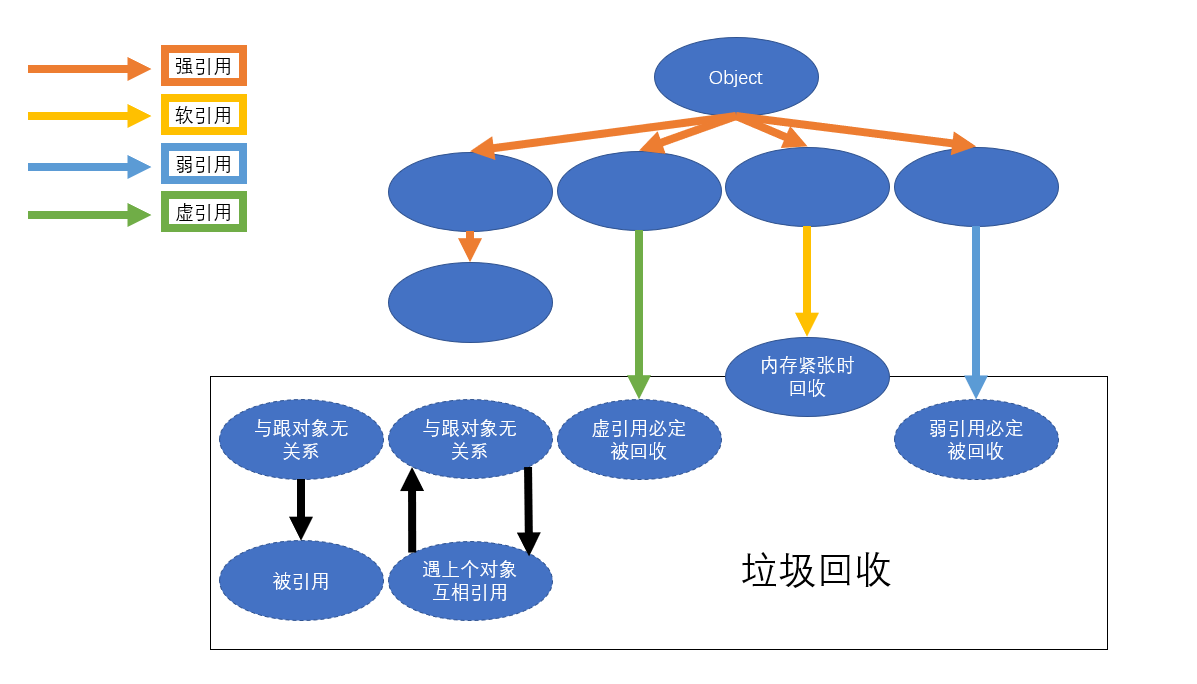 强引用
软引用
弱引用
虚引用
Object
内存紧张时
回收
与跟对象无
关系
与跟对象无
关系
虚引用必定
被回收
弱引用必定
被回收
被引用
遇上个对象
互相引用
垃圾回收